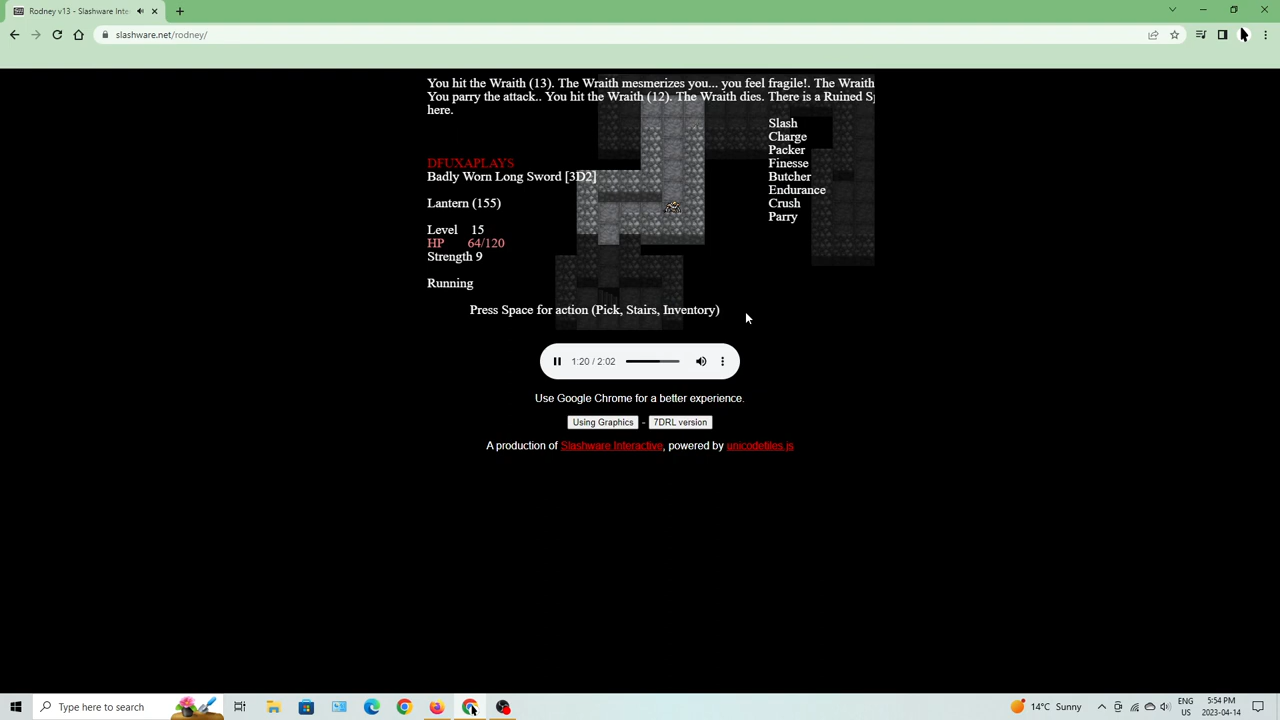 Rodney v13 - Slashware Inte
slashware.net/rodney/
You hit the Wraith (13). The Wraith mesmerizes you... you feel fragile!. The Wraith
You parry the attack.. You hit the Wraith (12). The Wraith dies. There is a Ruined
here.
Slash
Charge
Packer
Finesse
Butcher
Endurance
Crush
Parry
DFUXAPLAYS
Badly Worn Long Sword [3D2]
Lantern (155)
Level 15
HP 64/120
Strength 9
Running
Press Space for action (Pick, Stairs, Inventory)
1:20 / 2:02
Use Google Chrome for a better experience.
Using Graphics - 7DRL version
A production of Slashware Interactive, powered by unicodetiles.js
Type here to search
14°C Sunny
ENG
US
5:54 PM
2023-04-14